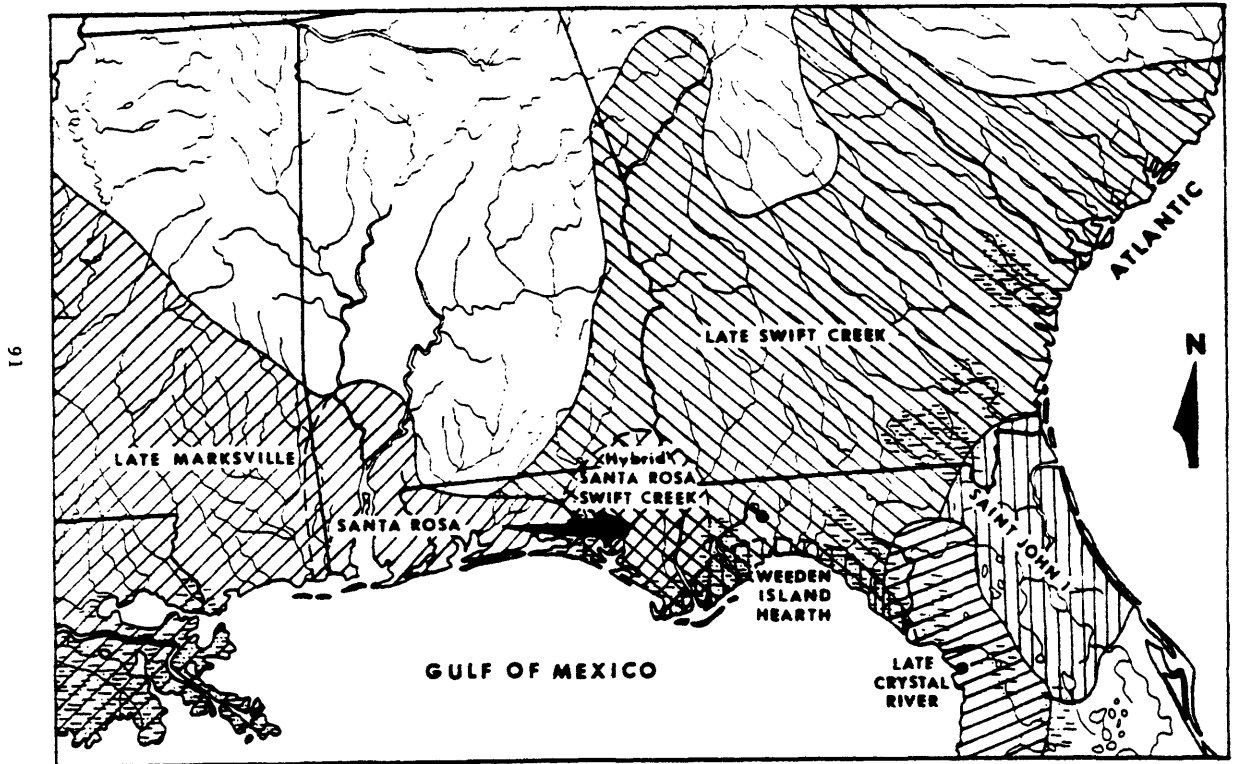 91
ATLANTIC
N
LATE SWIFT CREEK
LATE MARKSVILLE
Hybrid
SANTA ROSA
SWIFT CREEK
SANTA ROSA
SAINT JOHN I
WEEDEN
ISLAND
HEARTH
GULF OF MEXICO
LATE
CRYSTAL
RIVER